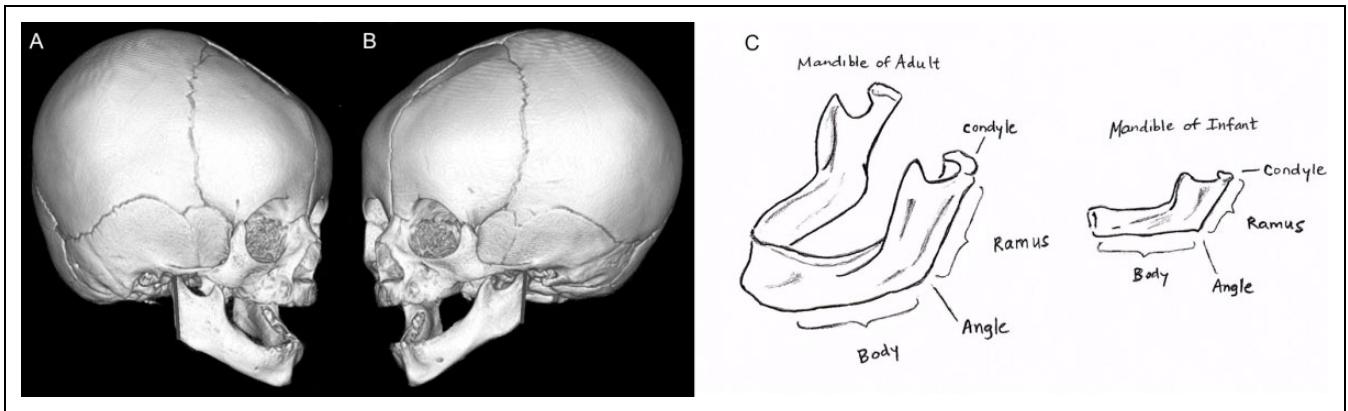 A
B
C
Mandible of Adult
condyle
Ramus
Angle
Body
Mandible of Infant
Condyle
Ramus
Body
Angle